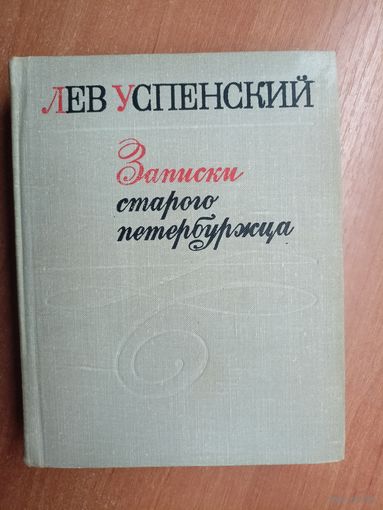 ЛЕВ УСПЕНСКИЙ
Записки
старого
петербуржца